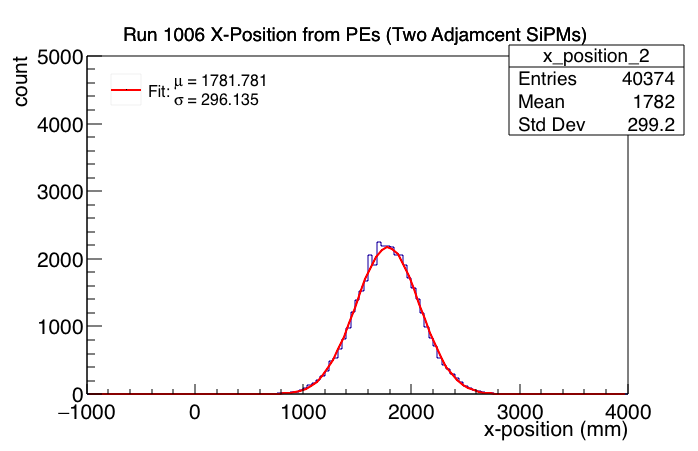 Run 1006 X-Position from PEs (Two Adjamcent SiPMs)
x_position_2
Entries 40374
Mean 1782
Std Dev 299.2
Fit: μ = 1781.781
σ = 296.135
count
5000
4000
3000
2000
1000
0
−1000 0 1000 2000 3000 4000
x-position (mm)